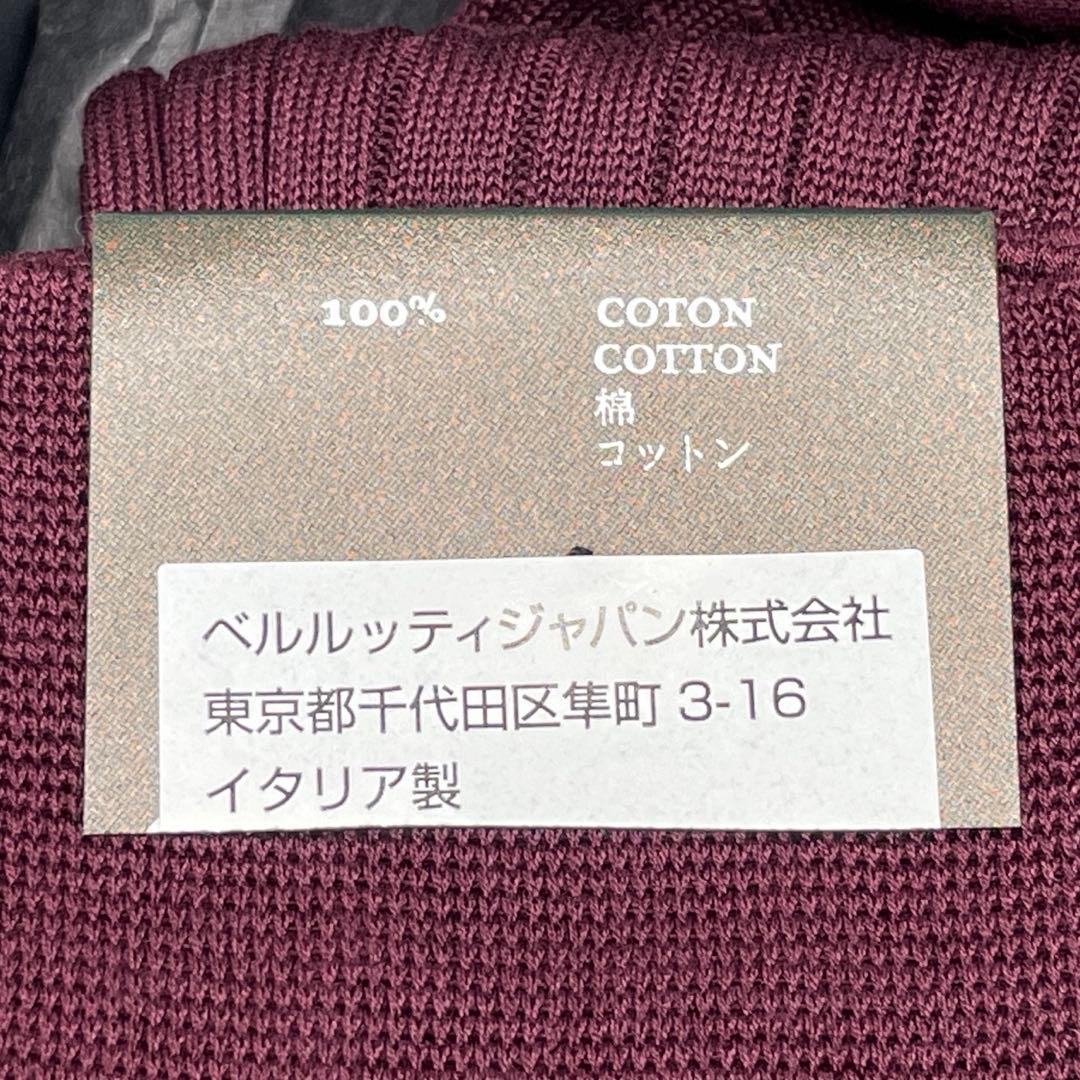 100% COTON
COTTON
棉
コットン
ベルルッティジャパン株式会社
東京都千代田区隼町 3-16
イタリア製